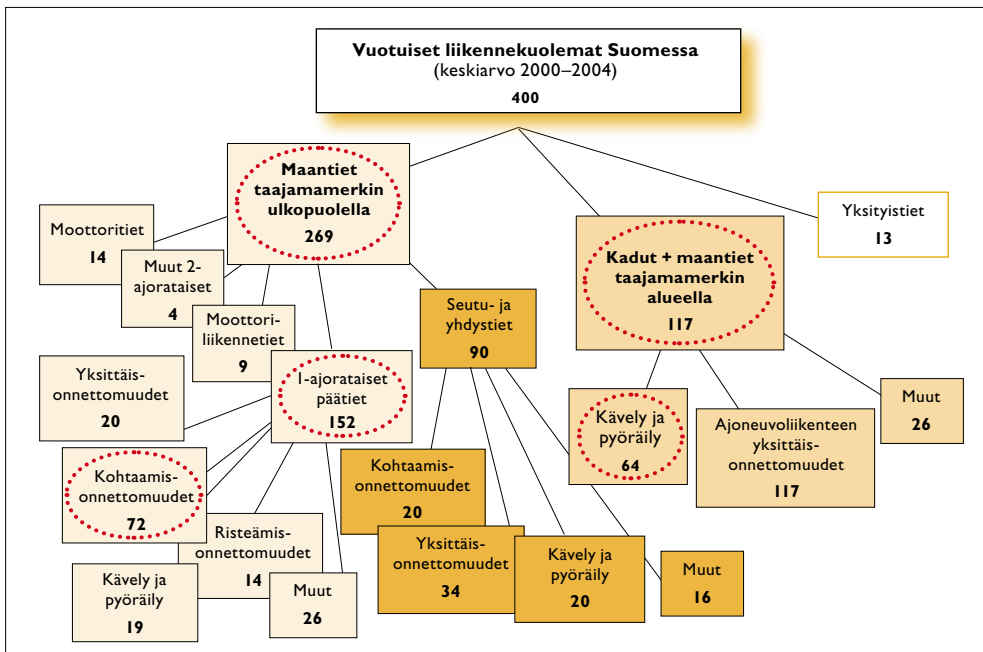 Vuotuiset liikennekuolemat Suomessa
(keskiarvo 2000–2004)
400
Maantiet
taajamamerkin
ulkopuolella
269
Yksityistiet
13
Kadut + maantiet
taajamamerkin
alueella
117
Moottoritiet
14
Muut 2-
ajorataiset
4
Moottori-
liikennetiet
9
1-ajorataiset
päätiet
152
Seutu- ja
yhdystiet
90
Yksittäis-
onnettomuudet
20
Kohtaamis-
onnettomuudet
72
Risteämis-
onnettomuudet
14
Kävely ja
pyöräily
19
Muut
26
Kohtaamis-
onnettomuudet
20
Yksittäis-
onnettomuudet
34
Kävely ja
pyöräily
20
Muut
16
Kävely ja
pyöräily
64
Ajoneuvoliikenteen
yksittäis-
onnettomuudet
117
Muut
26